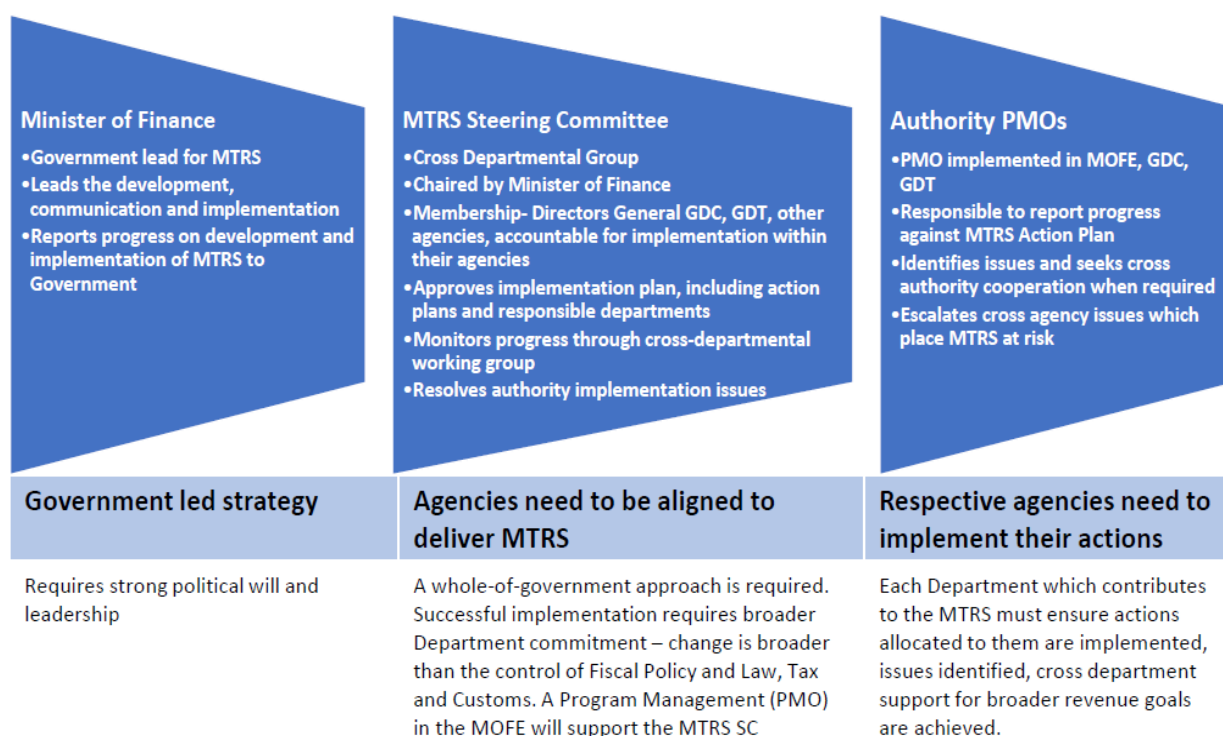 Minister of Finance
•Government lead for MTRS
•Leads the development,
communication and implementation
•Reports progress on development and
implementation of MTRS to
Government
MTRS Steering Committee
•Cross Departmental Group
•Chaired by Minister of Finance
•Membership- Directors General GDC, GDT, other
agencies, accountable for implementation within
their agencies
•Approves implementation plan, including action
plans and responsible departments
•Monitors progress through cross-departmental
working group
•Resolves authority implementation issues
Authority PMOs
•PMO implemented in MOFE, GDC,
GDT
•Responsible to report progress
against MTRS Action Plan
•Identifies issues and seeks cross
authority cooperation when required
•Escalates cross agency issues which
place MTRS at risk
Government led strategy
Agencies need to be aligned to
deliver MTRS
Respective agencies need to
implement their actions
Requires strong political will and
leadership
A whole-of-government approach is required.
Successful implementation requires broader
Department commitment – change is broader
than the control of Fiscal Policy and Law, Tax
and Customs. A Program Management (PMO)
in the MOFE will support the MTRS SC
Each Department which contributes
to the MTRS must ensure actions
allocated to them are implemented,
issues identified, cross department
support for broader revenue goals
are achieved.